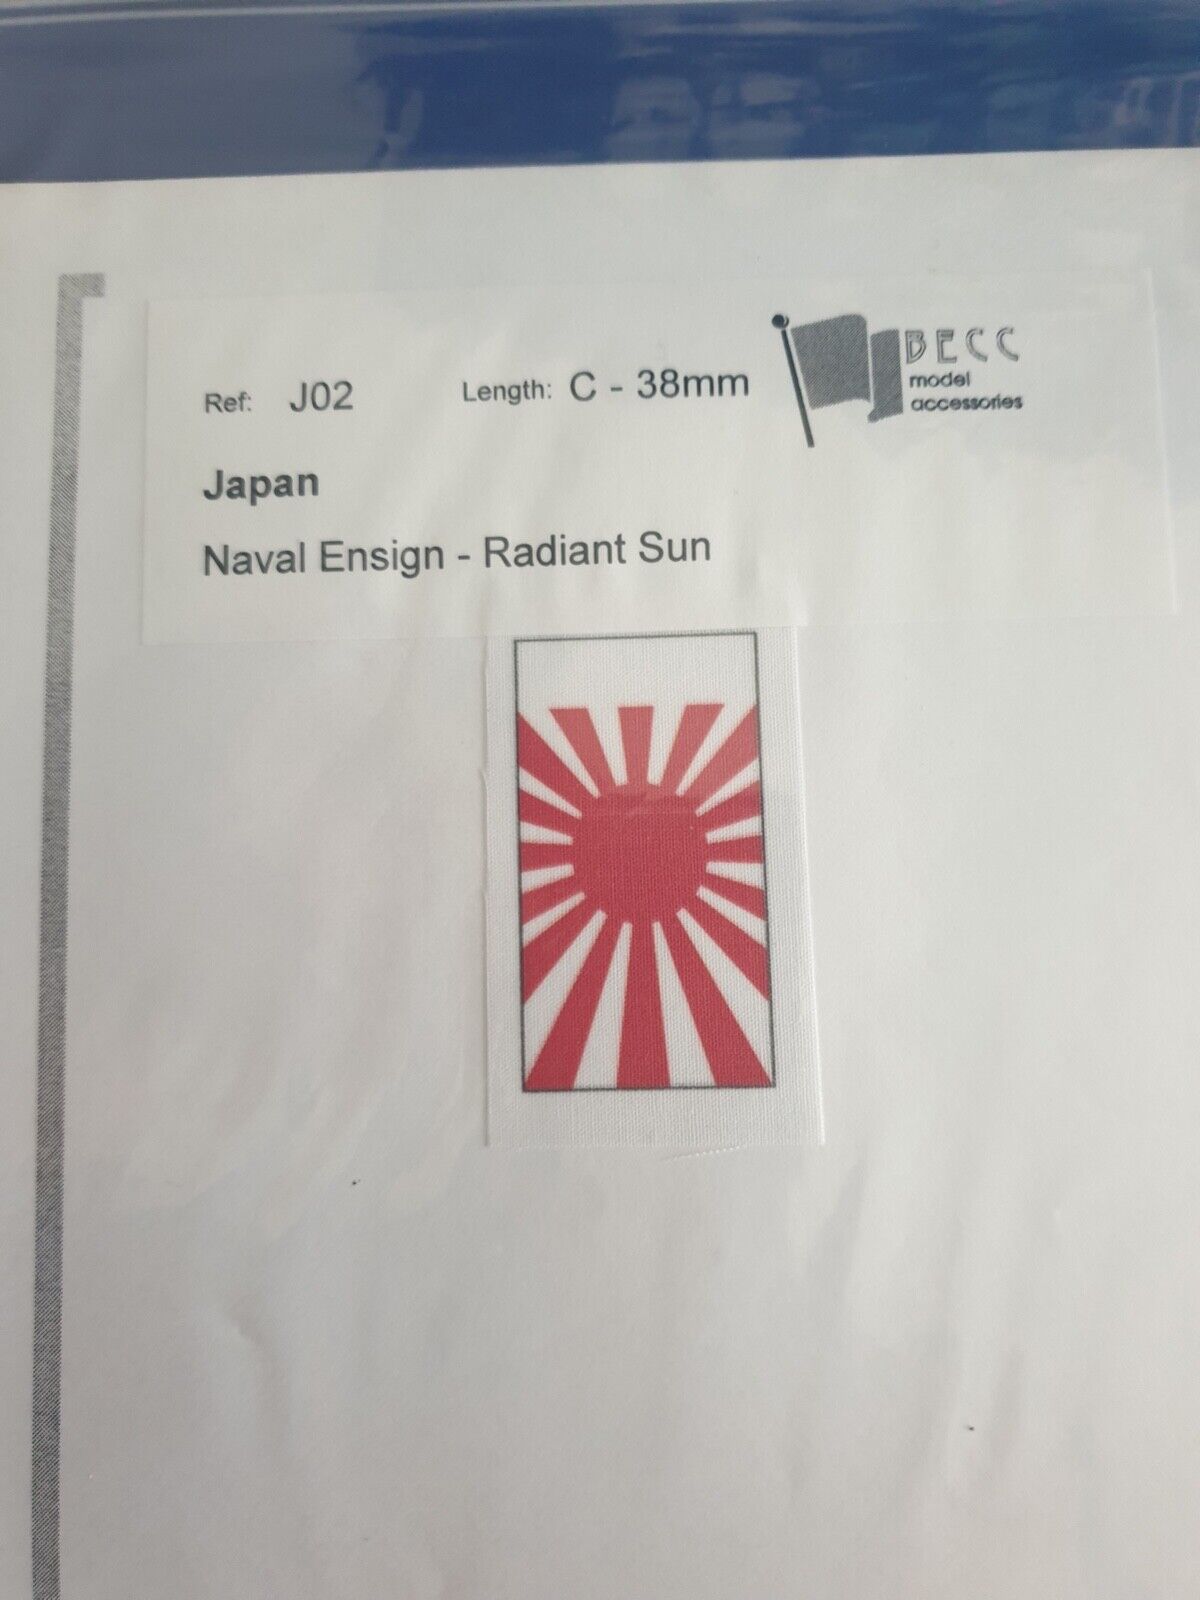 BECC
model
accessories
Ref: J02 Length: C - 38mm
Japan
Naval Ensign - Radiant Sun